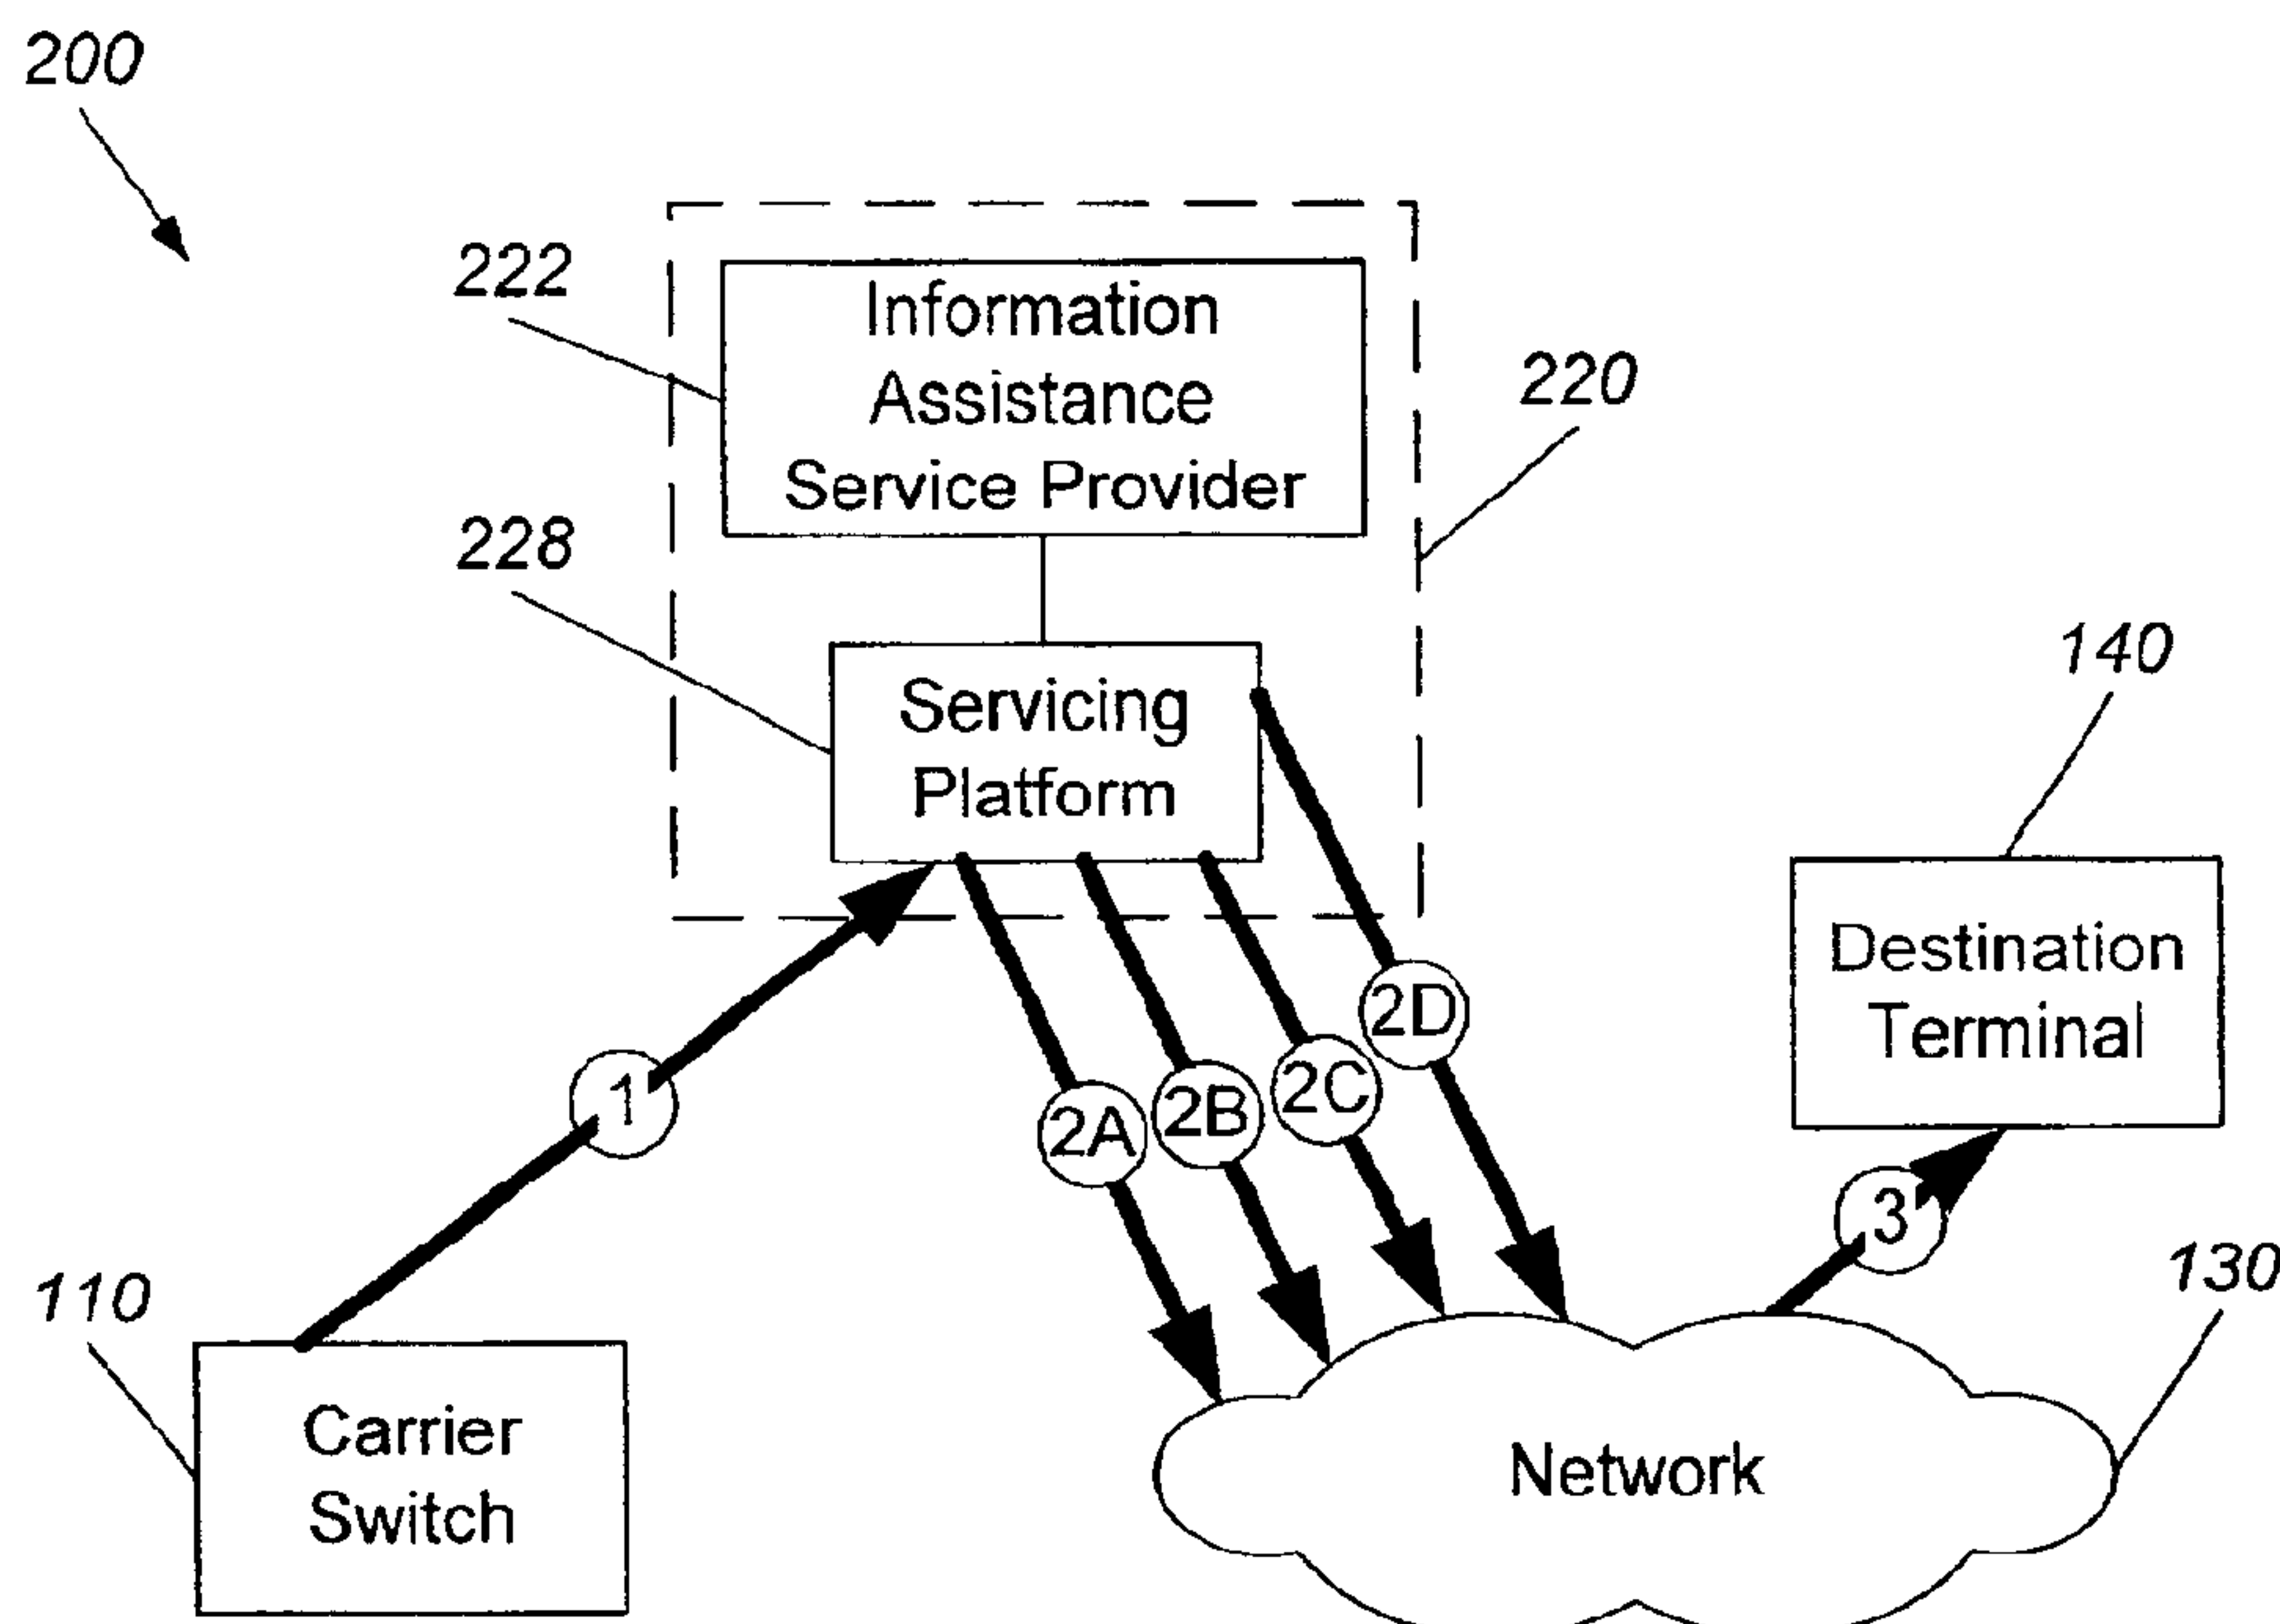 200
222
Information
Assistance
Service Provider
220
228
Servicing
Platform
140
Destination
Terminal
2D
2C
2B
2A
1
3
130
110
Carrier
Switch
Network